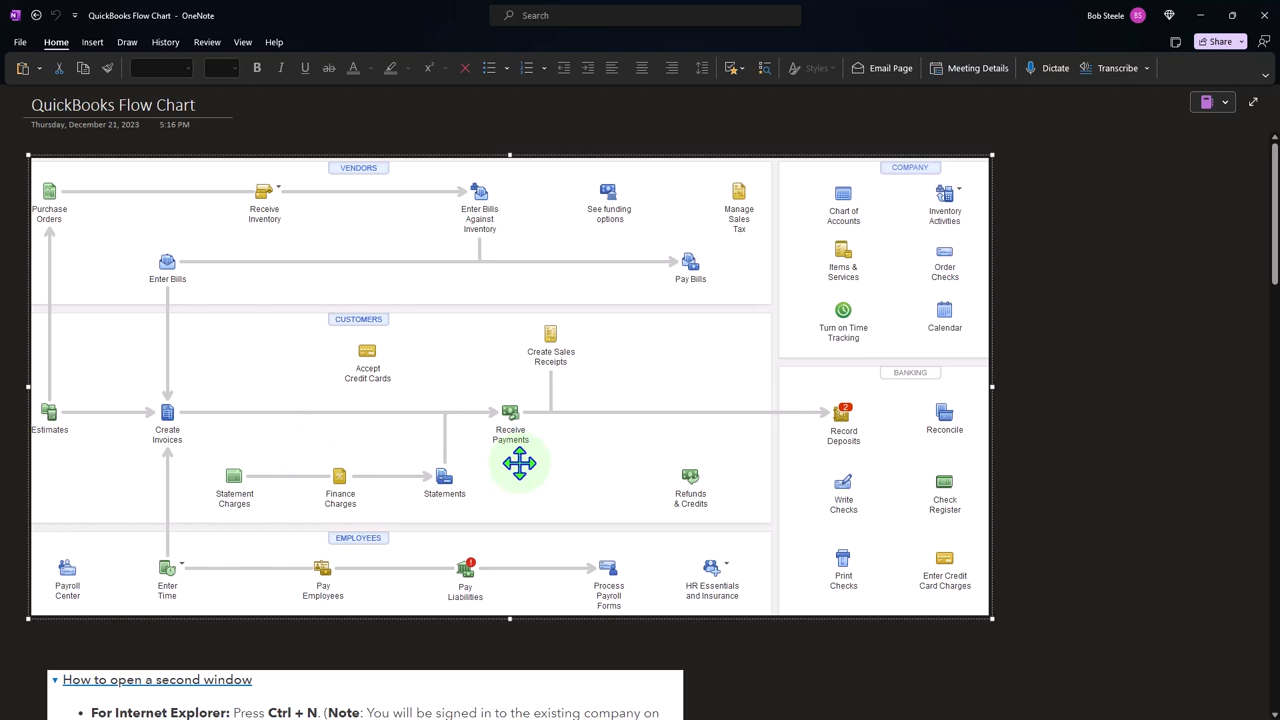 QuickBooks Flow Chart - OneNote
Search
Bob Steele
BS
File
Home
Insert
Draw
History
Review
View
Help
Share
B
I
U
ab
A
x
Styles
Email Page
Meeting Details
Dictate
Transcribe
QuickBooks Flow Chart
Thursday, December 21, 2023
5:16 PM
VENDORS
Purchase
Orders
Receive
Inventory
Enter Bills
Against
Inventory
See funding
options
Manage
Sales
Tax
Enter Bills
Pay Bills
CUSTOMERS
Accept
Credit Cards
Create Sales
Receipts
Estimates
Create
Invoices
Receive
Payments
Statement
Charges
Finance
Charges
Statements
Refunds
& Credits
EMPLOYEES
Payroll
Center
Enter
Time
Pay
Employees
Pay
Liabilities
Process
Payroll
Forms
HR Essentials
and Insurance
COMPANY
Chart of
Accounts
Inventory
Activities
Items &
Services
Order
Checks
Turn on Time
Tracking
Calendar
BANKING
2
Record
Deposits
Reconcile
Write
Checks
Check
Register
Print
Checks
Enter Credit
Card Charges
How to open a second window
• For Internet Explorer: Press Ctrl + N. (Note: You will be signed in to the existing company on